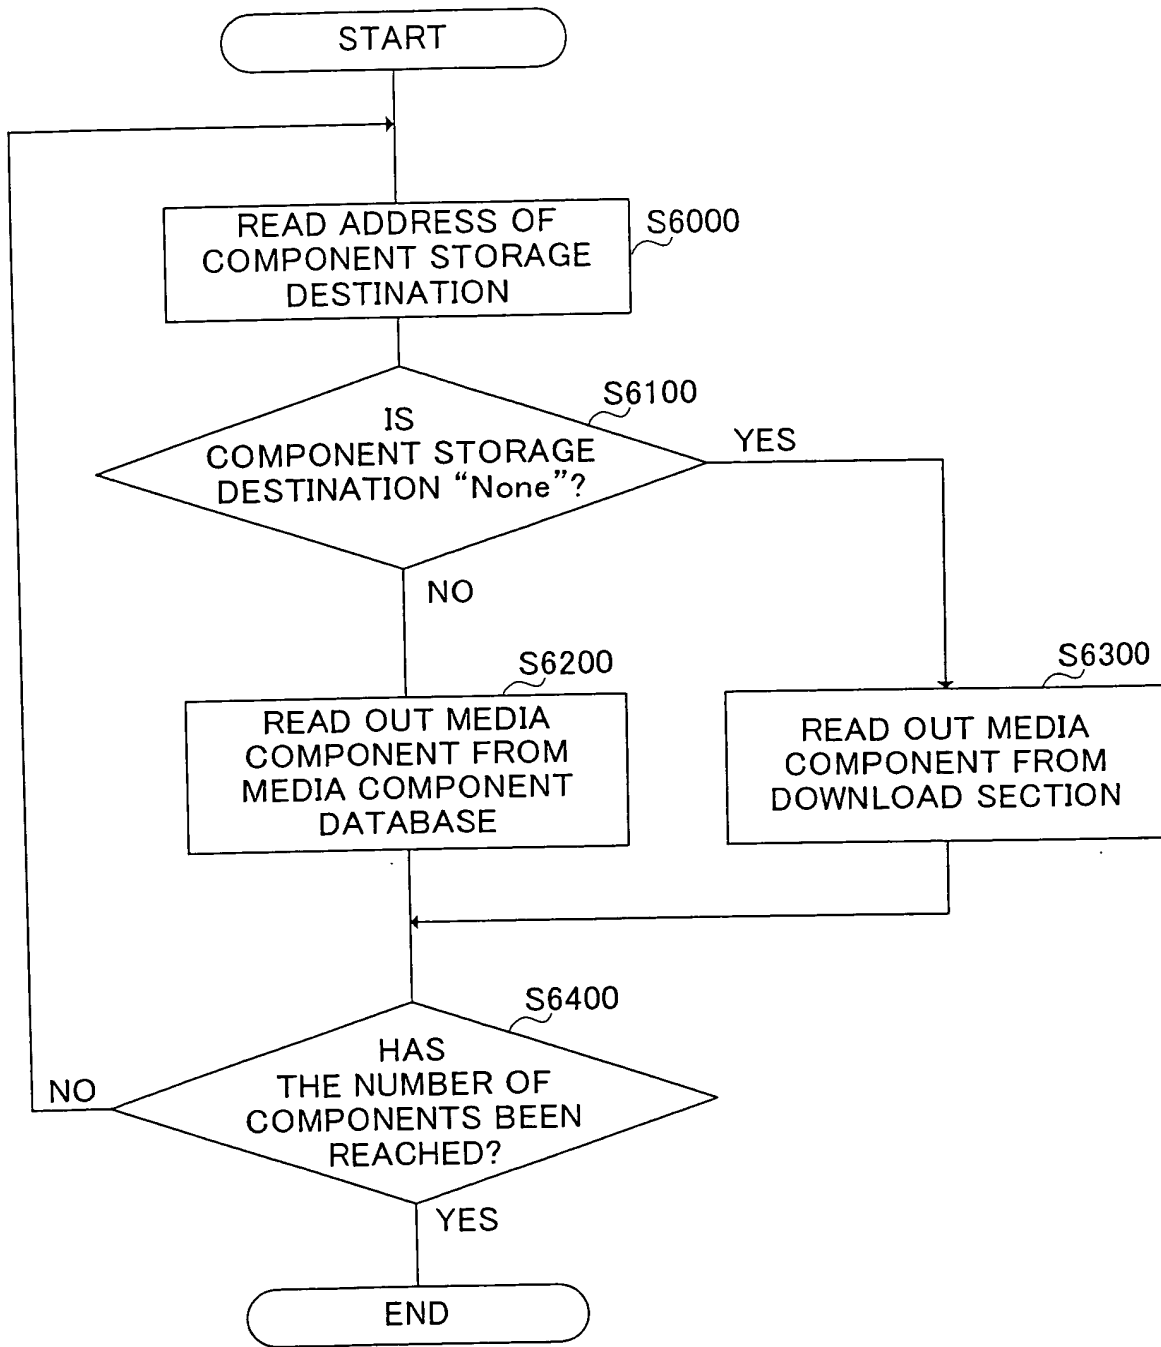 START
READ ADDRESS OF
COMPONENT STORAGE
DESTINATION
S6000
S6100
IS
COMPONENT STORAGE
DESTINATION “None”?
YES
NO
S6200
READ OUT MEDIA
COMPONENT FROM
MEDIA COMPONENT
DATABASE
S6300
READ OUT MEDIA
COMPONENT FROM
DOWNLOAD SECTION
S6400
HAS
THE NUMBER OF
COMPONENTS BEEN
REACHED?
NO
YES
END